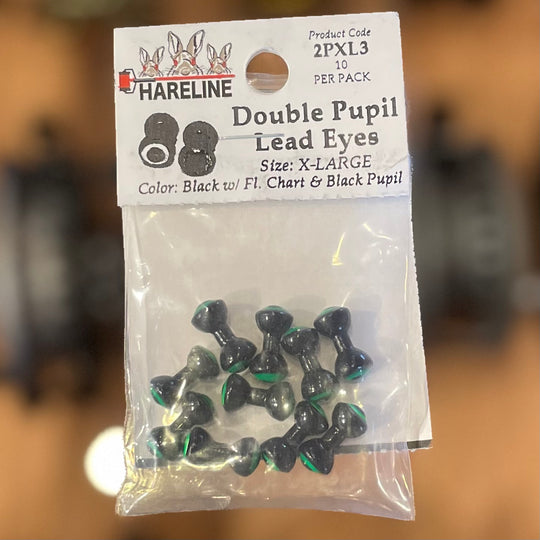 Product Code
2PXL3
10
PER PACK
HARELINE
Double Pupil
Lead Eyes
Size: X-LARGE
Color: Black w/ Fl. Chart & Black Pupil